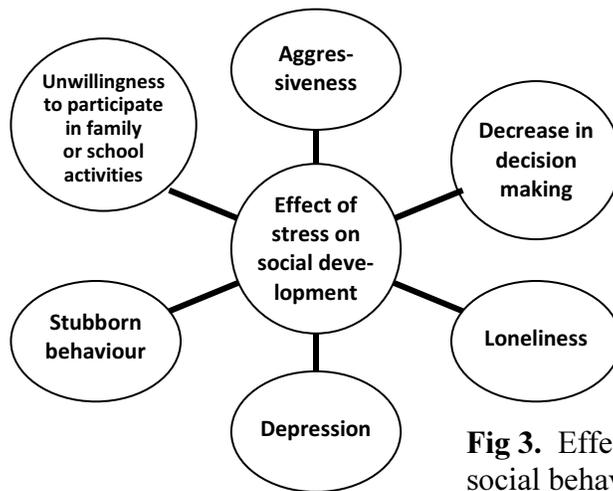 Aggres-
siveness
Unwillingness
to participate
in family
or school
activities
Decrease in
decision
making
Effect of
stress on
social deve-
lopment
Stubborn
behaviour
Loneliness
Depression
Fig 3. Effe
social behav